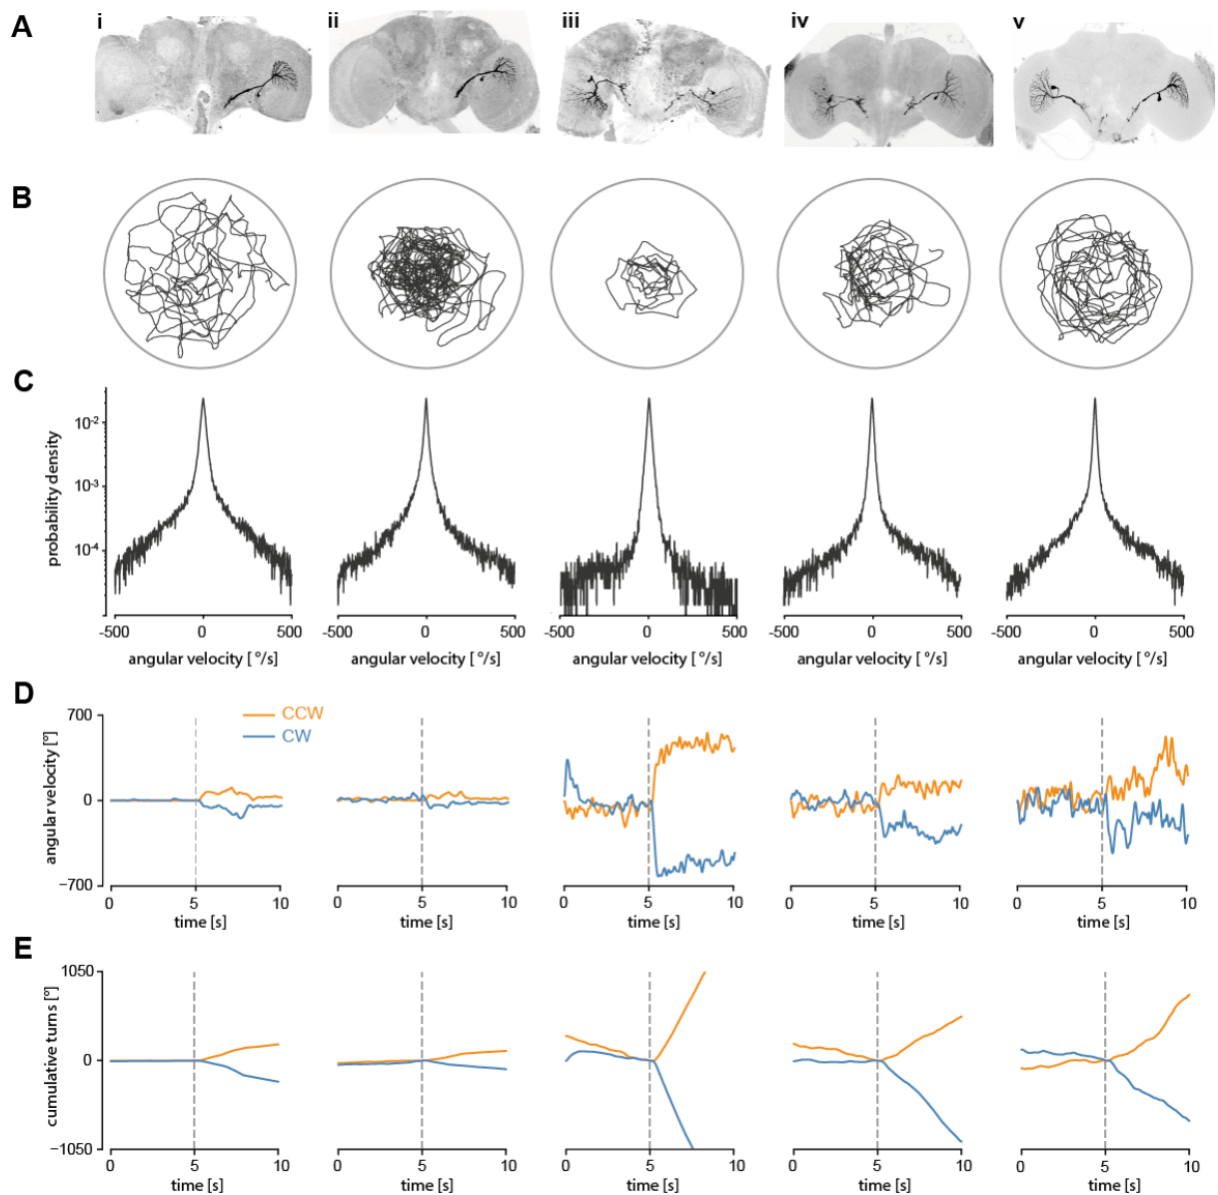 A
i ii iii iv v
B
C
probability density
10-2
10-3
10-4
-500 0 500 -500 0 500 -500 0 500 -500 0 500 -500 0 500
angular velocity [ °/s] angular velocity [ °/s] angular velocity [ °/s] angular velocity [ °/s] angular velocity [ °/s]
D
angular velocity [°]
700
0
−700
CCW
CW
0 5 10 0 5 10 0 5 10 0 5 10 0 5 10
time [s] time [s] time [s] time [s] time [s]
E
cumulative turns [°]
1050
0
−1050
0 5 10 0 5 10 0 5 10 0 5 10 0 5 10
time [s] time [s] time [s] time [s] time [s]